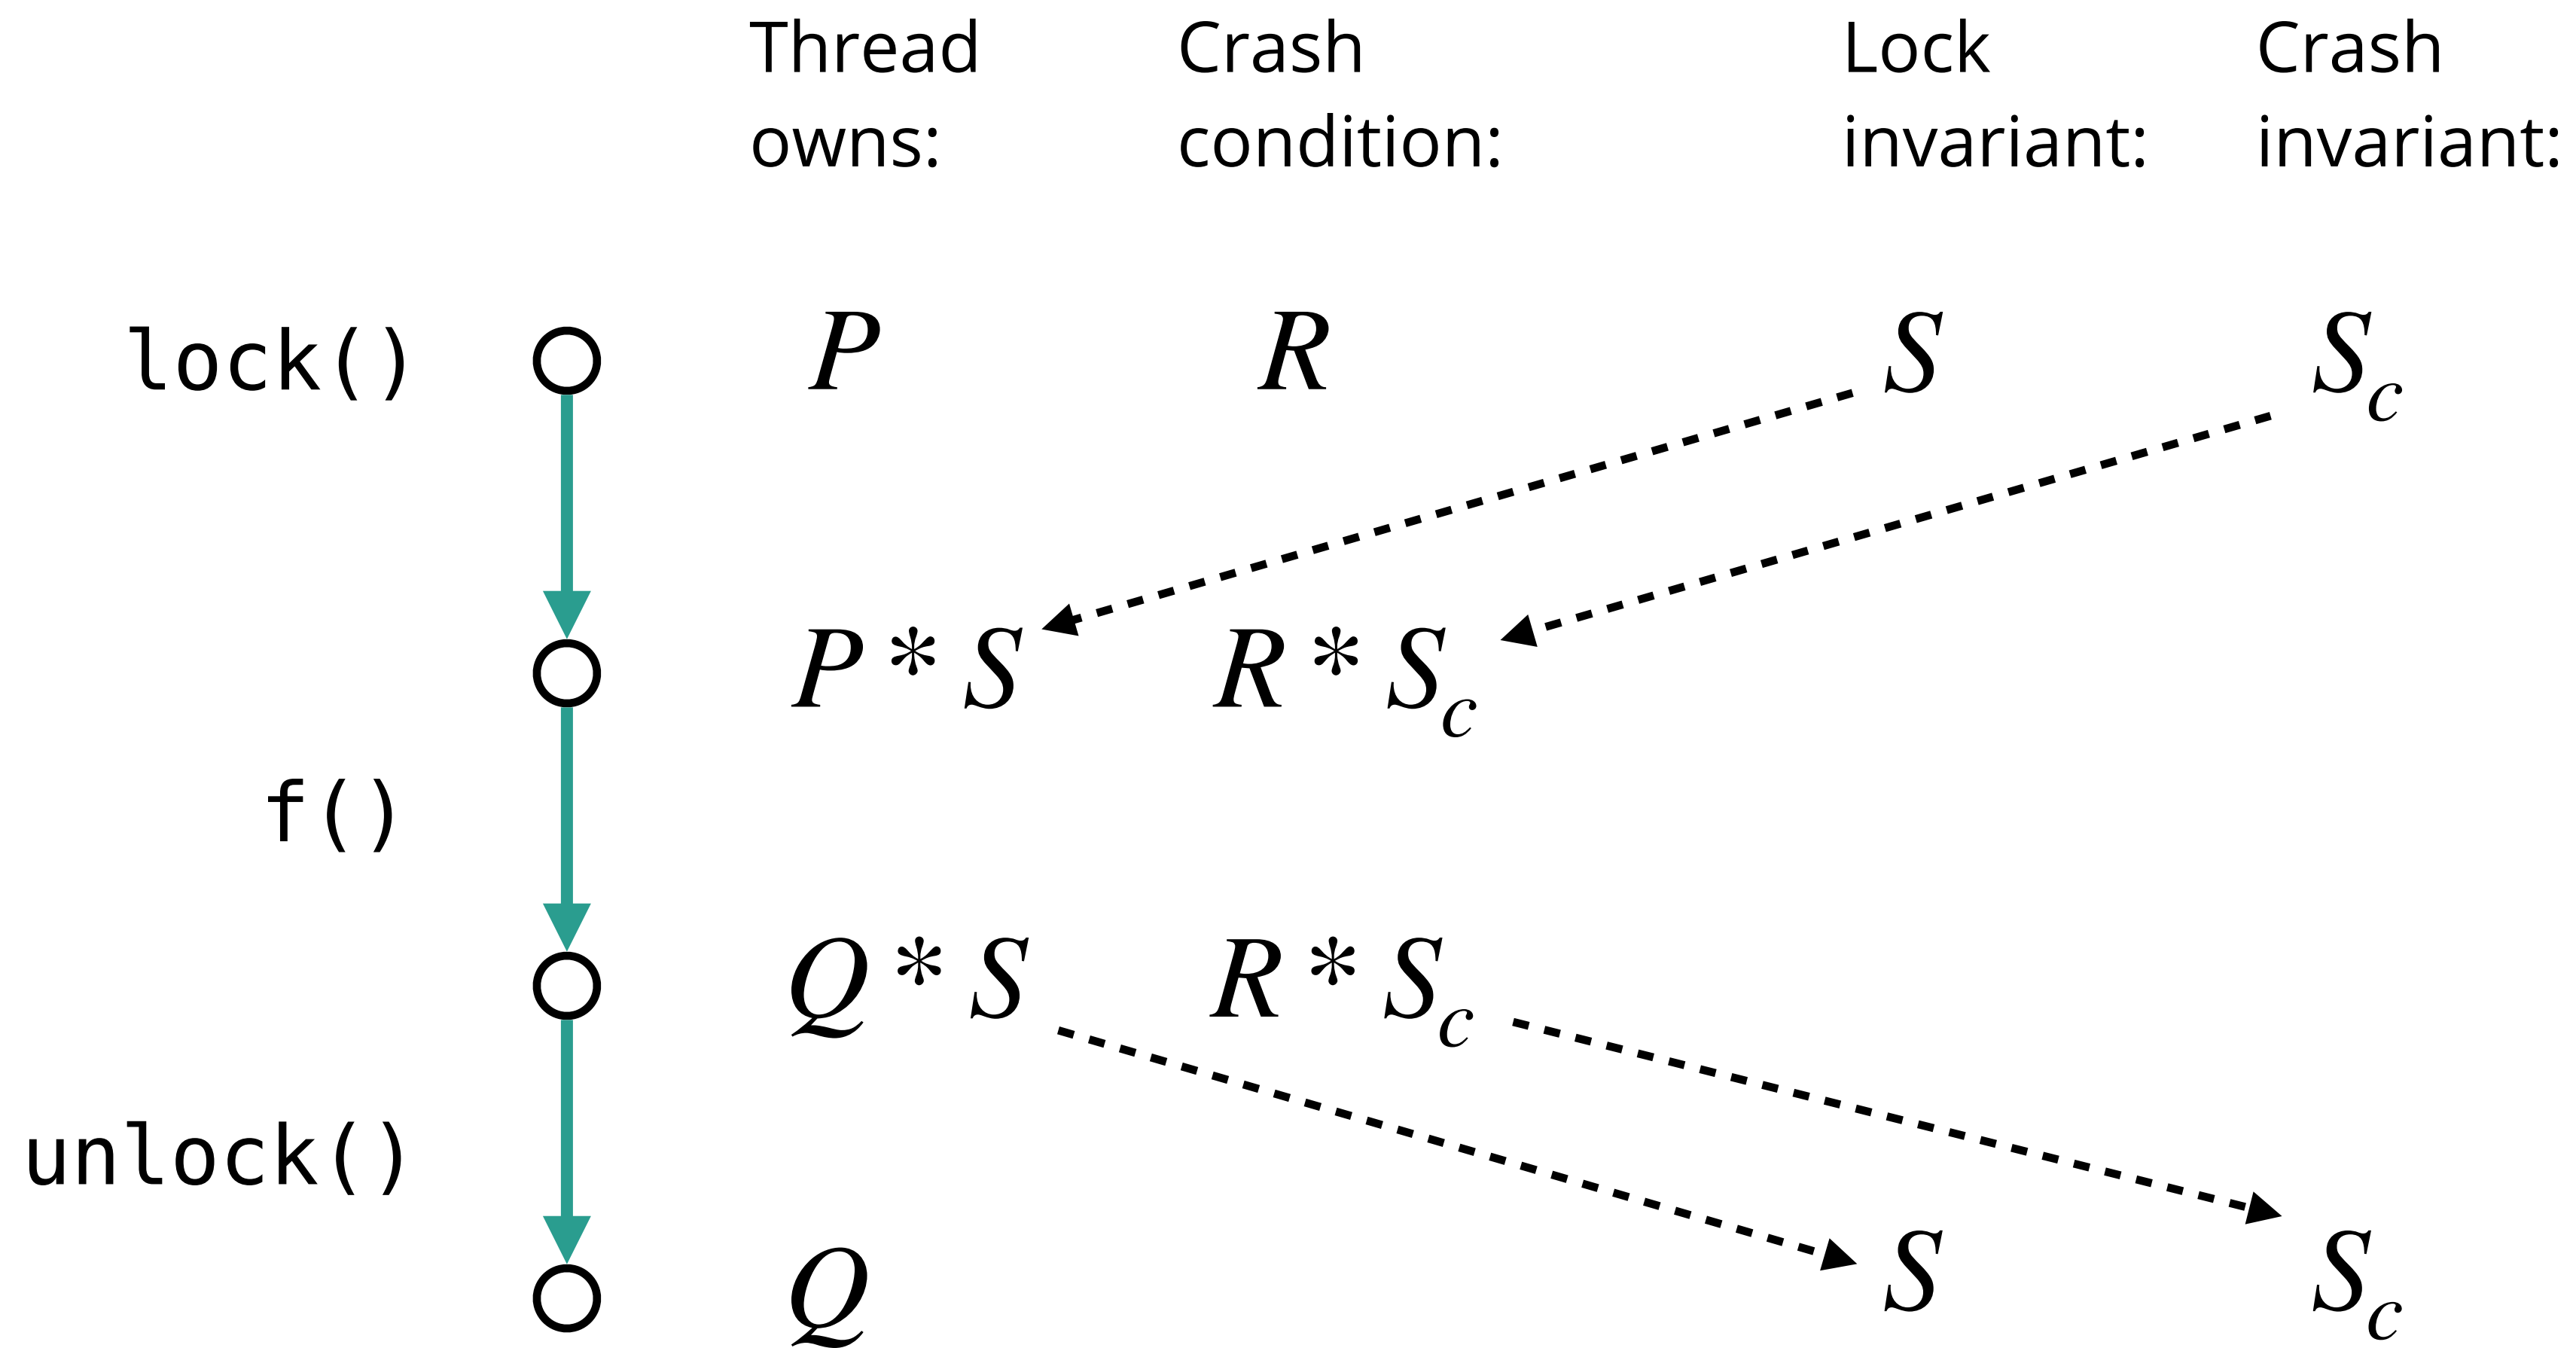 Thread owns: Crash condition: Lock invariant: Crash invariant:
lock() P R S S_c
P * S R * S_c
f()
Q * S R * S_c
unlock()
Q S S_c